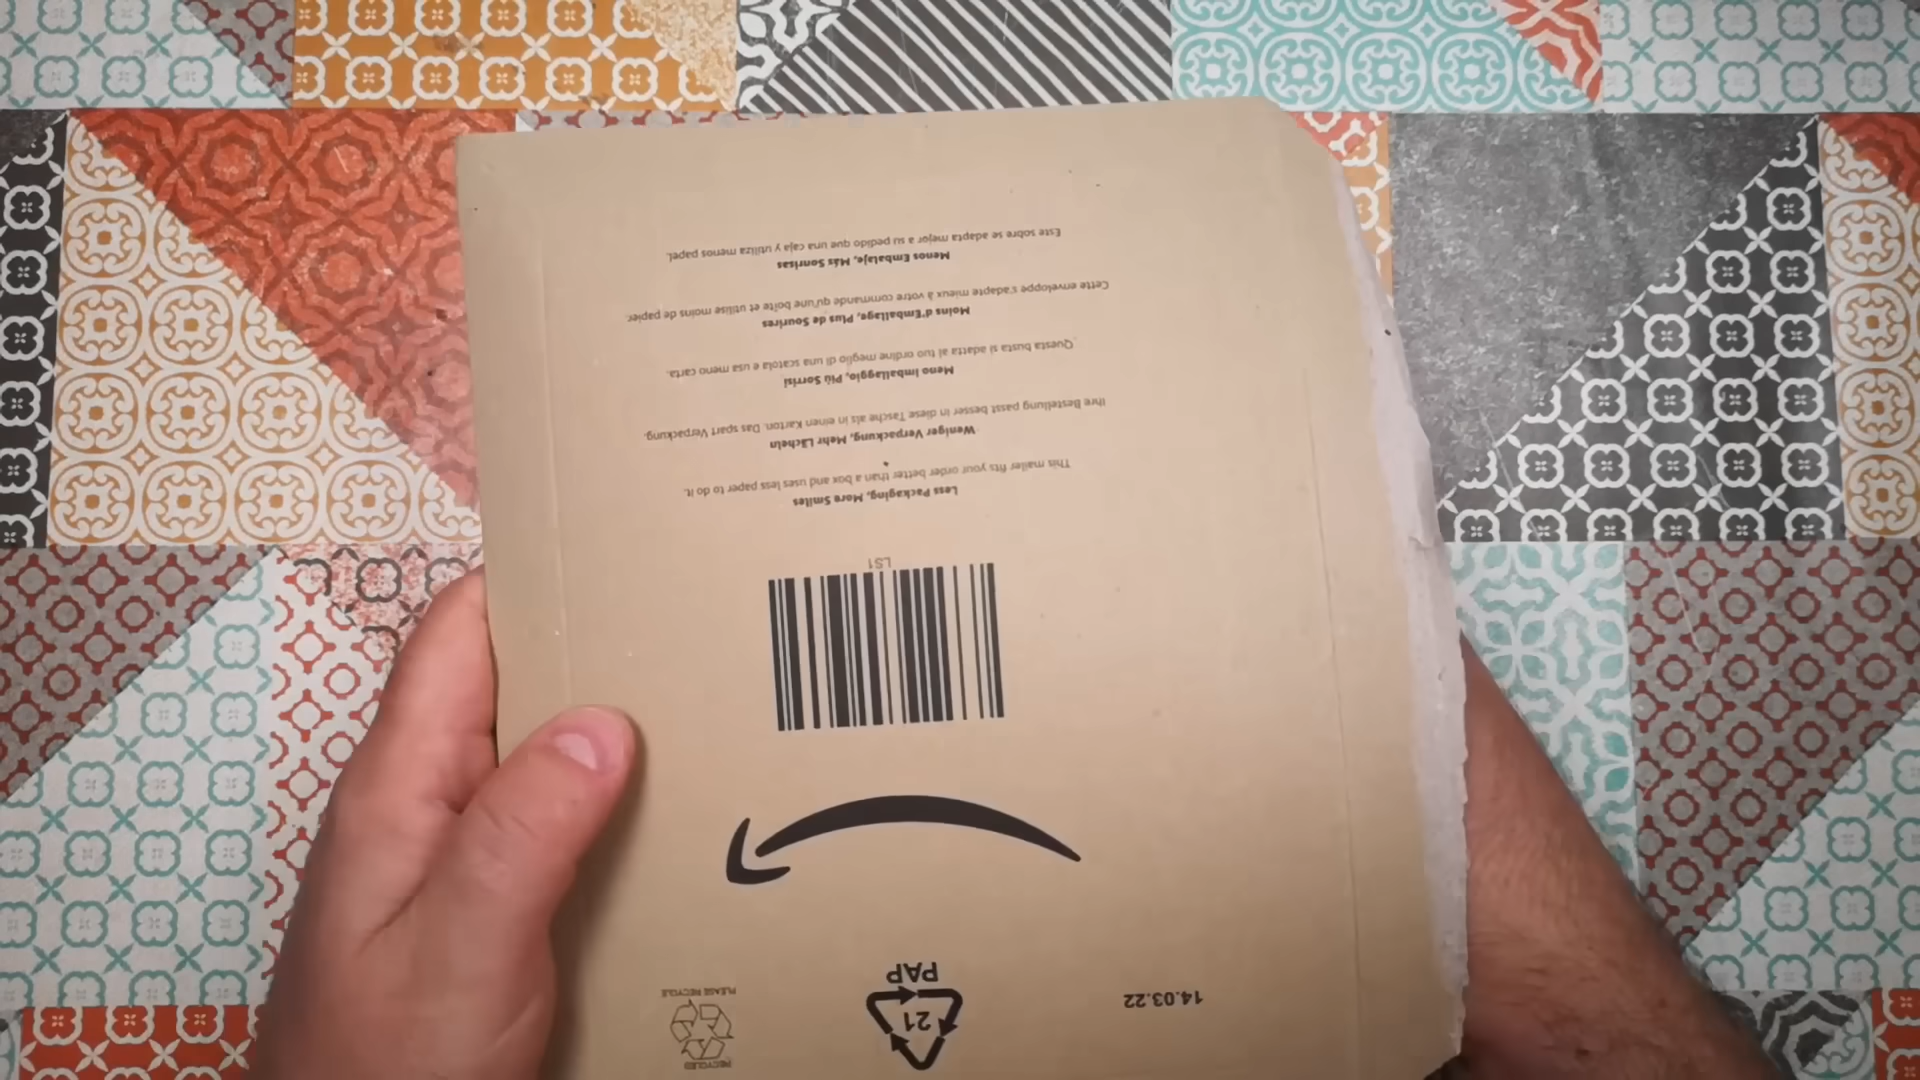 14.03.22
21
PAP
RECYCLED
PLEASE RECYCLE
LS1
Less Packaging, More Smiles
This mailer fits your order better than a box and uses less paper to do it.
Weniger Verpackung, Mehr Lächeln
Ihre Bestellung passt besser in diese Tasche als in einen Karton. Das spart Verpackung.
Meno Imballaggio, Più Sorrisi
Questa busta si adatta al tuo ordine meglio di una scatola e usa meno carta.
Moins d'Emballage, Plus de Sourires
Cette enveloppe s'adapte mieux à votre commande qu'une boîte et utilise moins de papier.
Menos Embalaje, Más Sonrisas
Este sobre se adapta mejor a su pedido que una caja y utiliza menos papel.